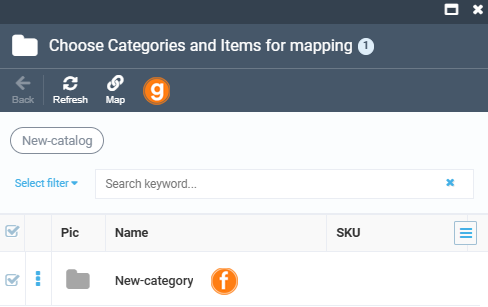 Choose Categories and Items for mapping 1
Back Refresh Map g
New-catalog
Select filter Search keyword...
Pic Name SKU
New-category f